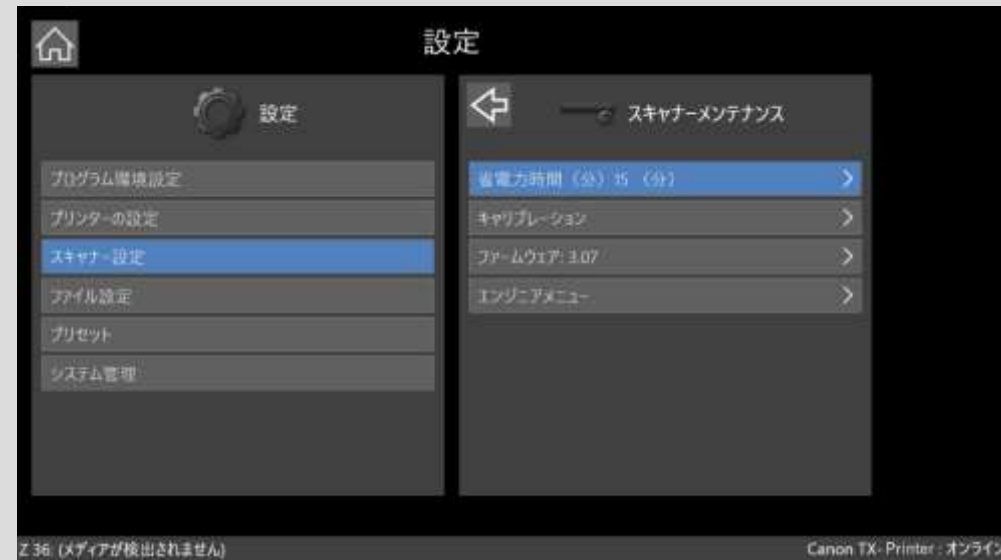 設定
設定
プログラム環境設定
プリンターの設定
スキャナー設定
ファイル設定
プリセット
システム管理
スキャナーメンテナンス
省電力時間（分）15 （分）
キャリブレーション
ファームウェア: 3.07
エンジニアメニュー
Z 36: (メディアが検出されません)
Canon TX- Printer : オンライン